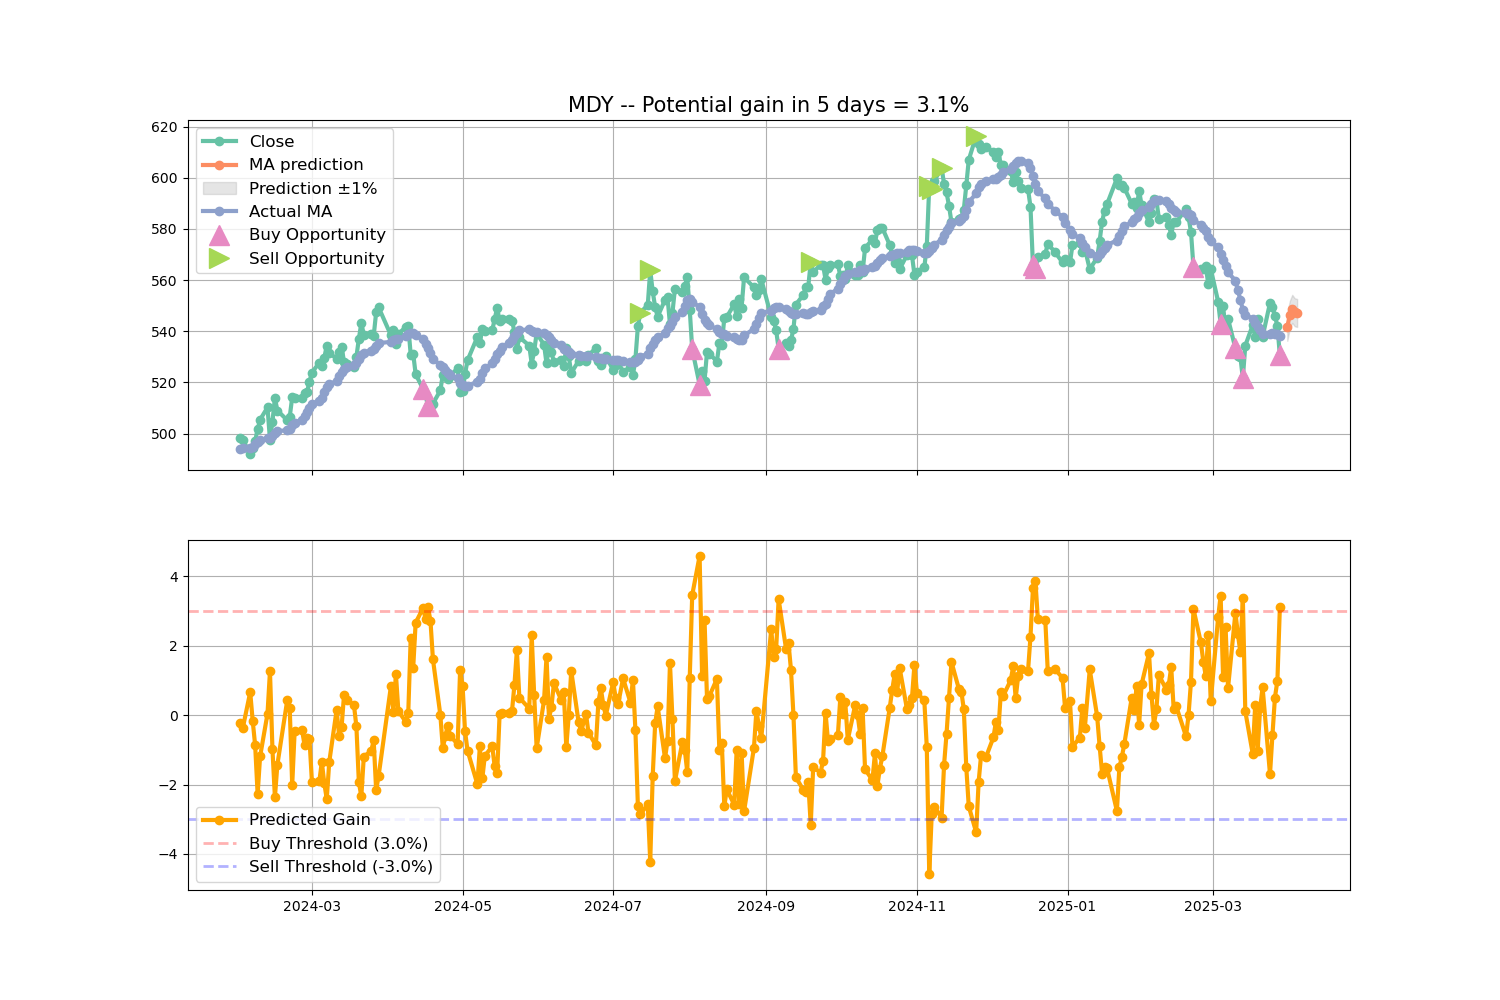 MDY -- Potential gain in 5 days = 3.1%
620
600
580
560
540
520
500
Close
MA prediction
Prediction ±1%
Actual MA
Buy Opportunity
Sell Opportunity
4
2
0
−2
−4
Predicted Gain
Buy Threshold (3.0%)
Sell Threshold (-3.0%)
2024-03
2024-05
2024-07
2024-09
2024-11
2025-01
2025-03